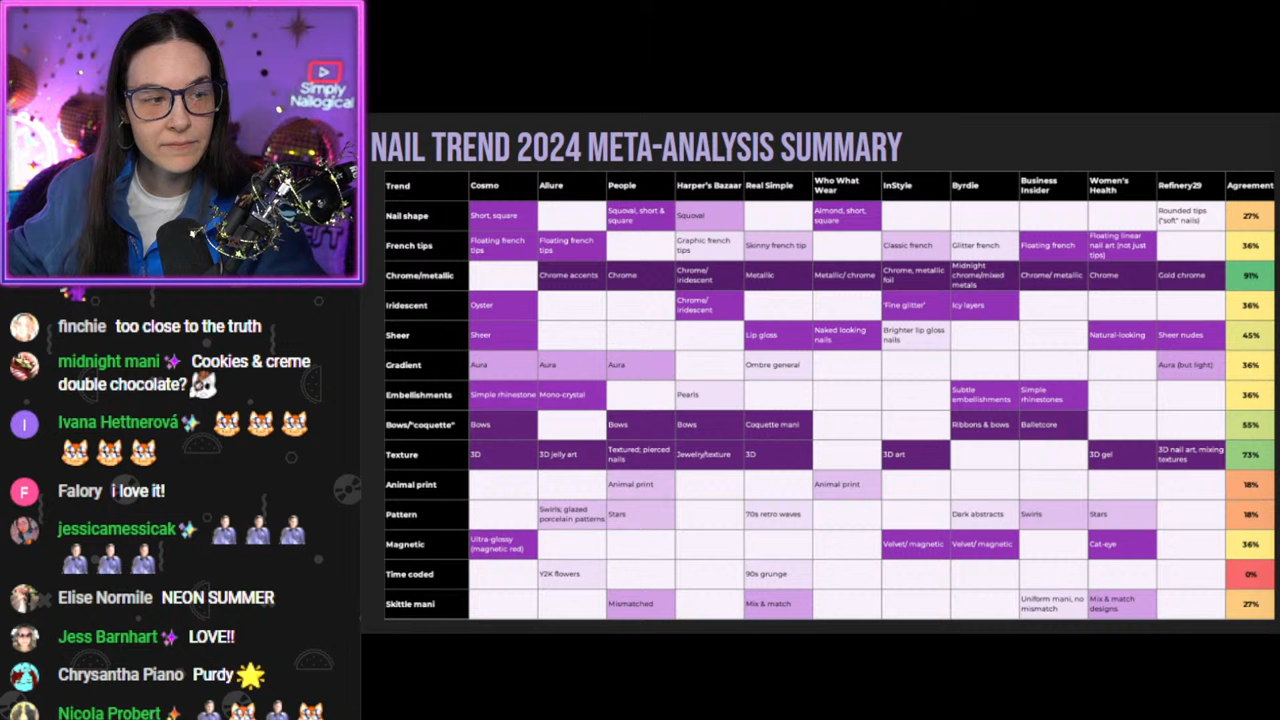 Simply
Nailogical
NAIL TREND 2024 META-ANALYSIS SUMMARY
Trend Cosmo Allure People Harper's Bazaar Real Simple Who What Wear InStyle Byrdie Business Insider Women's Health Refinery29 Agreement
Nail shape Short, square Squoval, short & square Squoval Almond, short, square Rounded tips ("soft" nails) 27%
French tips Floating french tips Floating french tips Graphic french tips Skinny french tip Classic french Glitter french Floating french Floating linear nail art (not just tips) 36%
Chrome/metallic Chrome accents Chrome Chrome/ iridescent Metallic Metallic/ chrome Chrome, metallic foil Midnight chrome/mixed metals Chrome/ metallic Chrome Gold chrome 91%
Iridescent Oyster Chrome/ iridescent 'Fine glitter' Icy layers 36%
Sheer Sheer Lip gloss Naked looking nails Brighter lip gloss nails Natural-looking Sheer nudes 45%
Gradient Aura Aura Aura Ombre general Aura (but light) 36%
Embellishments Simple rhinestone Mono-crystal Pearls Subtle embellishments Simple rhinestones 36%
Bows/"coquette" Bows Bows Bows Coquette mani Ribbons & bows Balletcore 55%
Texture 3D 3D jelly art Textured; pierced nails Jewelry/texture 3D 3D art 3D gel 3D nail art, mixing textures 73%
Animal print Animal print Animal print 18%
Pattern Swirls; glazed porcelain patterns Stars 70s retro waves Dark abstracts Swirls Stars 18%
Magnetic Ultra-glossy (magnetic red) Velvet/ magnetic Velvet/ magnetic Cat-eye 36%
Time coded Y2K flowers 90s grunge 0%
Skittle mani Mismatched Mix & match Uniform mani, no mismatch Mix & match designs 27%
finchie too close to the truth
midnight mani Cookies & creme
double chocolate?
Ivana Hettnerová
Falory i love it!
jessicamessicak
Elise Normile NEON SUMMER
Jess Barnhart LOVE!!
Chrysantha Piano Purdy
Nicola Probert